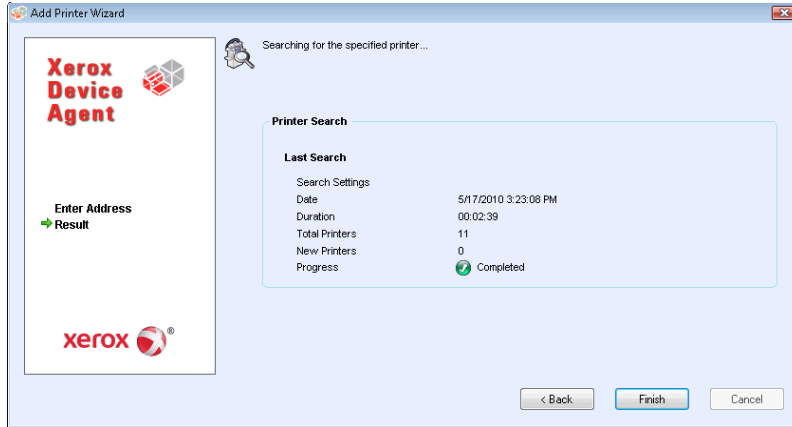 Add Printer Wizard
Xerox
Device
Agent
Enter Address
Result
xerox ®
Searching for the specified printer...
Printer Search
Last Search
Search Settings
Date 5/17/2010 3:23:08 PM
Duration 00:02:39
Total Printers 11
New Printers 0
Progress Completed
< Back Finish Cancel